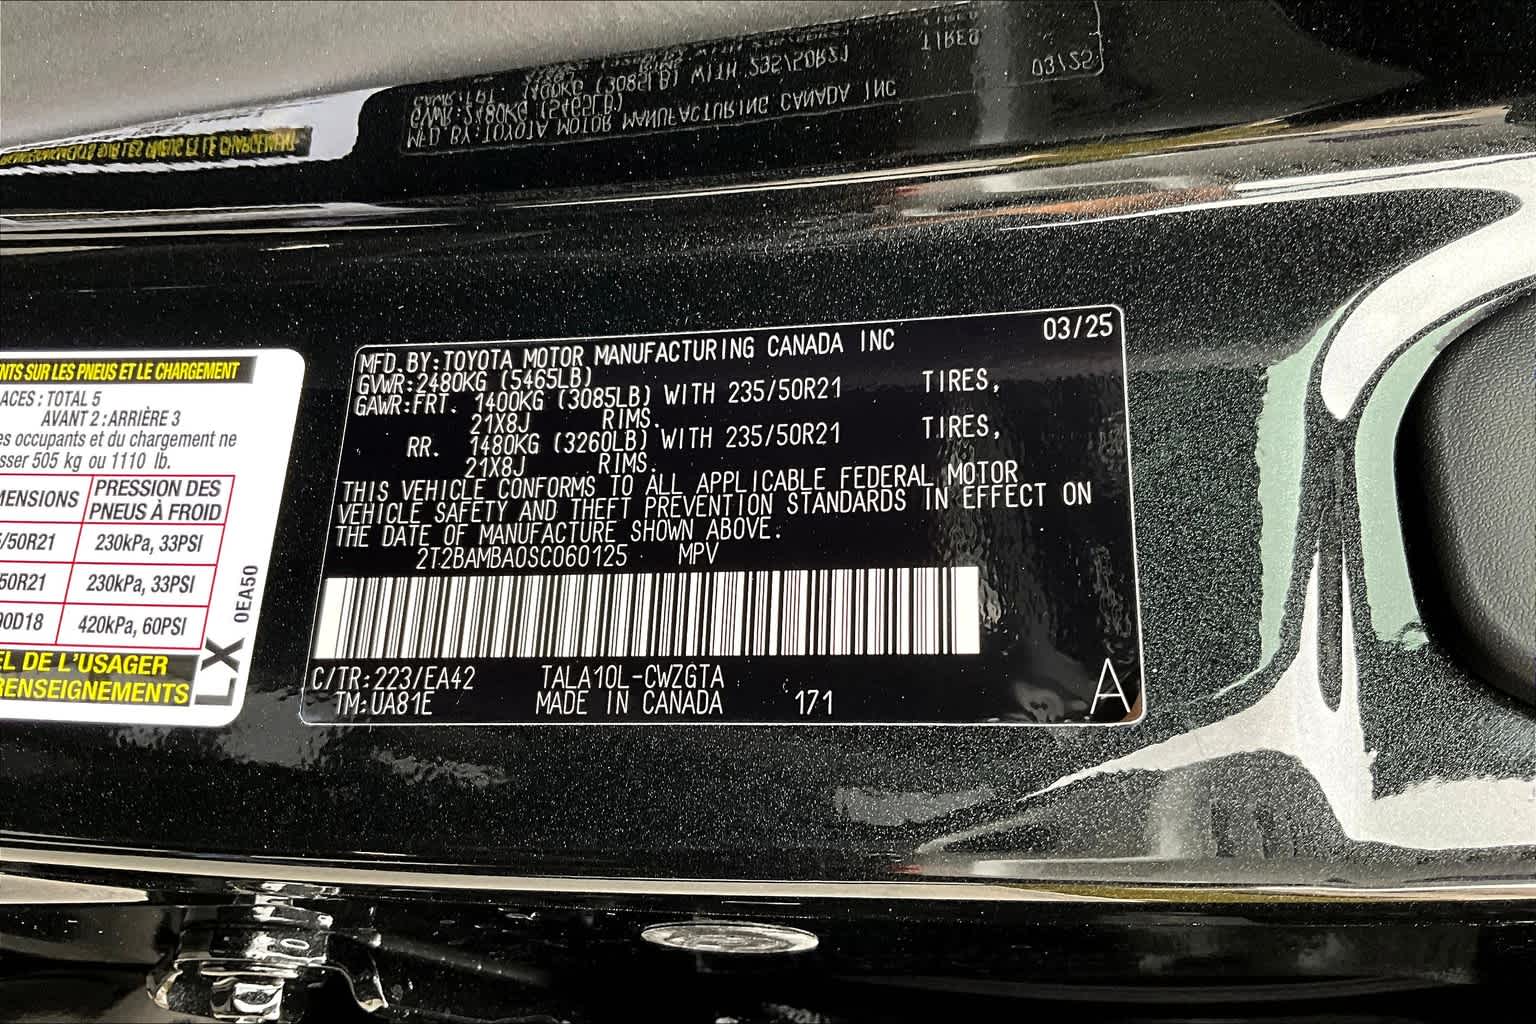 MFD.BY:TOYOTA MOTOR MANUFACTURING CANADA INC 03/25
GVWR:2480KG (5465LB)
GAWR:FRT. 1400KG (3085LB) WITH 235/50R21 TIRES,
21X8J RIMS.
RR. 1480KG (3260LB) WITH 235/50R21 TIRES,
21X8J RIMS.
THIS VEHICLE CONFORMS TO ALL APPLICABLE FEDERAL MOTOR
VEHICLE SAFETY AND THEFT PREVENTION STANDARDS IN EFFECT ON
THE DATE OF MANUFACTURE SHOWN ABOVE.
2T2BAMBA0SC060125 MPV
C/TR:223/EA42 TALA10L-CWZGTA
TM:UA81E MADE IN CANADA 171
A
SUR LES PNEUS ET LE CHARGEMENT
: TOTAL 5
AVANT 2 : ARRIÈRE 3
occupants et du chargement ne
505 kg ou 1110 lb.
PRESSION DES
PNEUS À FROID
/50R21 230kPa, 33PSI
50R21 230kPa, 33PSI
90D18 420kPa, 60PSI
DE L'USAGER
RENSEIGNEMENTS
LX 0EA50